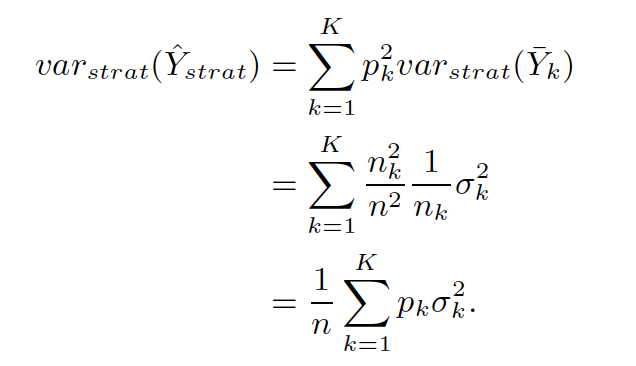 $var_{strat}(\hat{Y}_{strat}) = \sum_{k=1}^{K} p_k^2 var_{strat}(\bar{Y}_k)$
$= \sum_{k=1}^{K} \frac{n_k^2}{n^2} \frac{1}{n_k} \sigma_k^2$
$= \frac{1}{n} \sum_{k=1}^{K} p_k \sigma_k^2.$